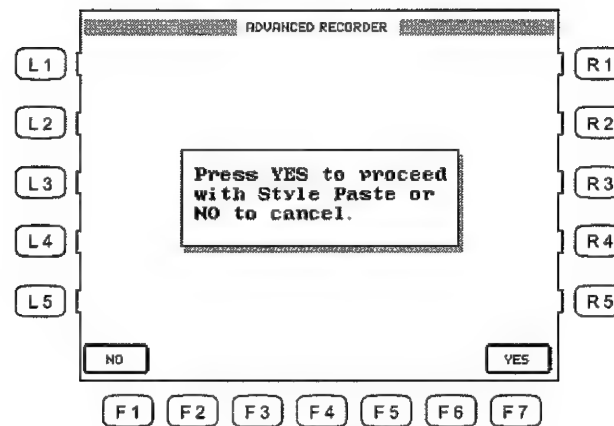 ADVANCED RECORDER
L1
R1
L2
R2
Press YES to proceed
L3
with Style Paste or
R3
NO to cancel.
L4
R4
L5
R5
NO
YES
F1 F2 F3 F4 F5 F6 F7